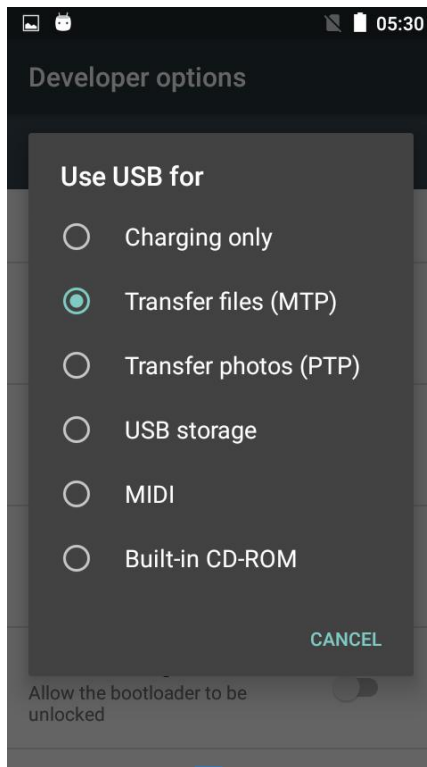 05:30
Developer options
Use USB for
Charging only
Transfer files (MTP)
Transfer photos (PTP)
USB storage
MIDI
Built-in CD-ROM
CANCEL
Allow the bootloader to be
unlocked